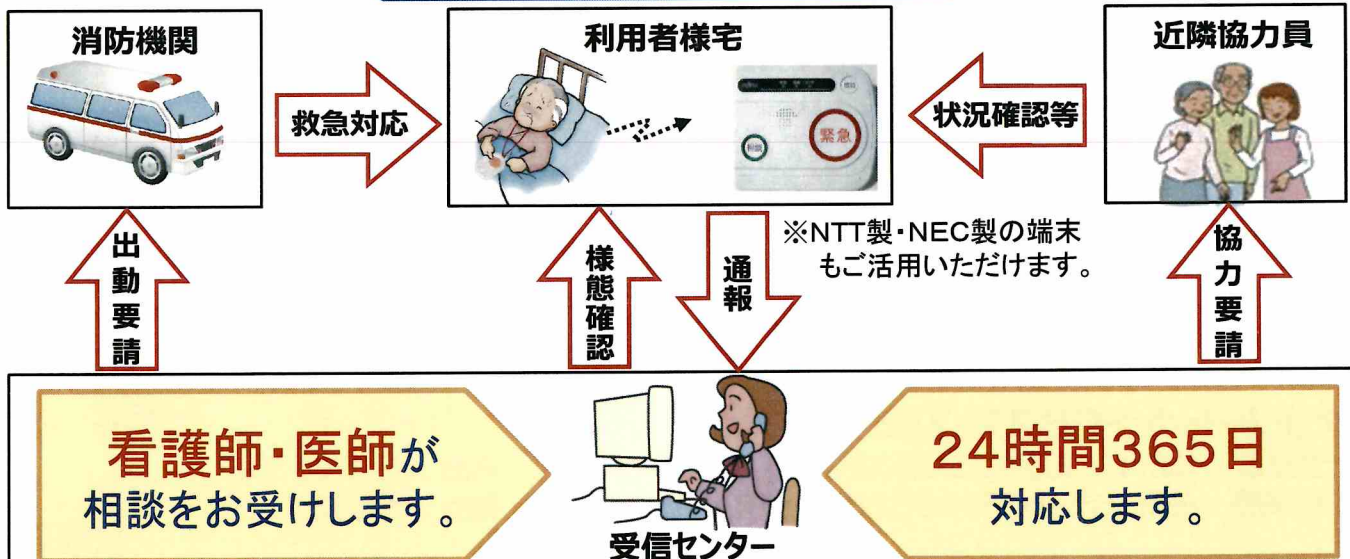 消防機関
利用者様宅
近隣協力員
救急対応
緊急
相談
状況確認等
※NTT製・NEC製の端末
もご活用いただけます。
出動要請
様態確認
通報
協力要請
看護師・医師が
相談をお受けします。
24時間365日
対応します。
受信センター